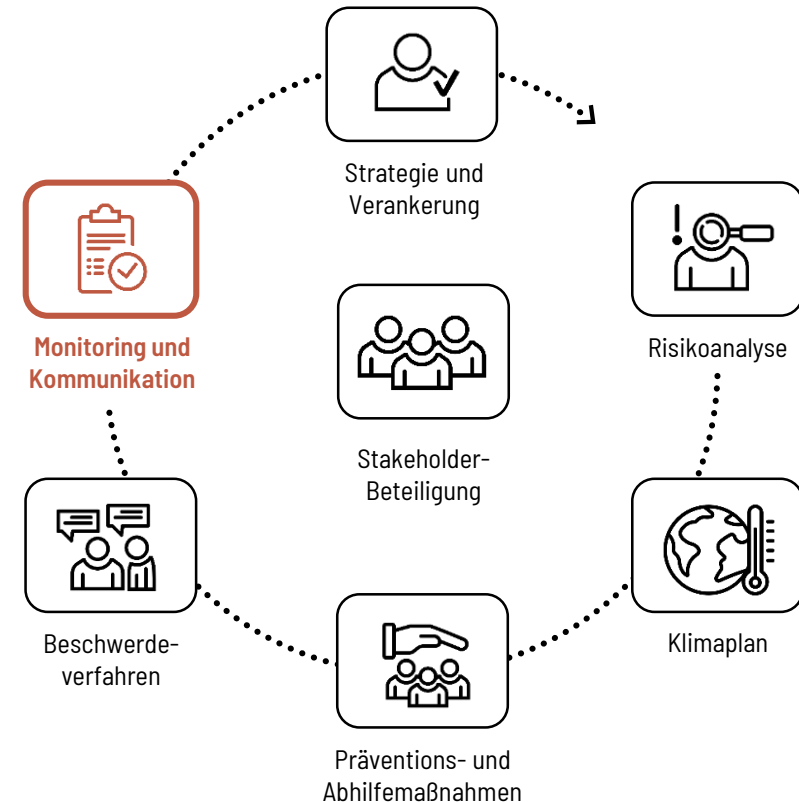 Strategie und
Verankerung
Monitoring und
Kommunikation
Risikoanalyse
Stakeholder-
Beteiligung
Beschwerde-
verfahren
Klimaplan
Präventions- und
Abhilfemaßnahmen